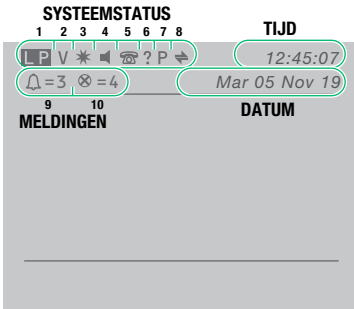 SYSTEEMSTATUS
TIJD
1 2 3 4 5 6 7 8
L P V ? P 12:45:07
=3 =4 Mar 05 Nov 19
9 10
MELDINGEN DATUM